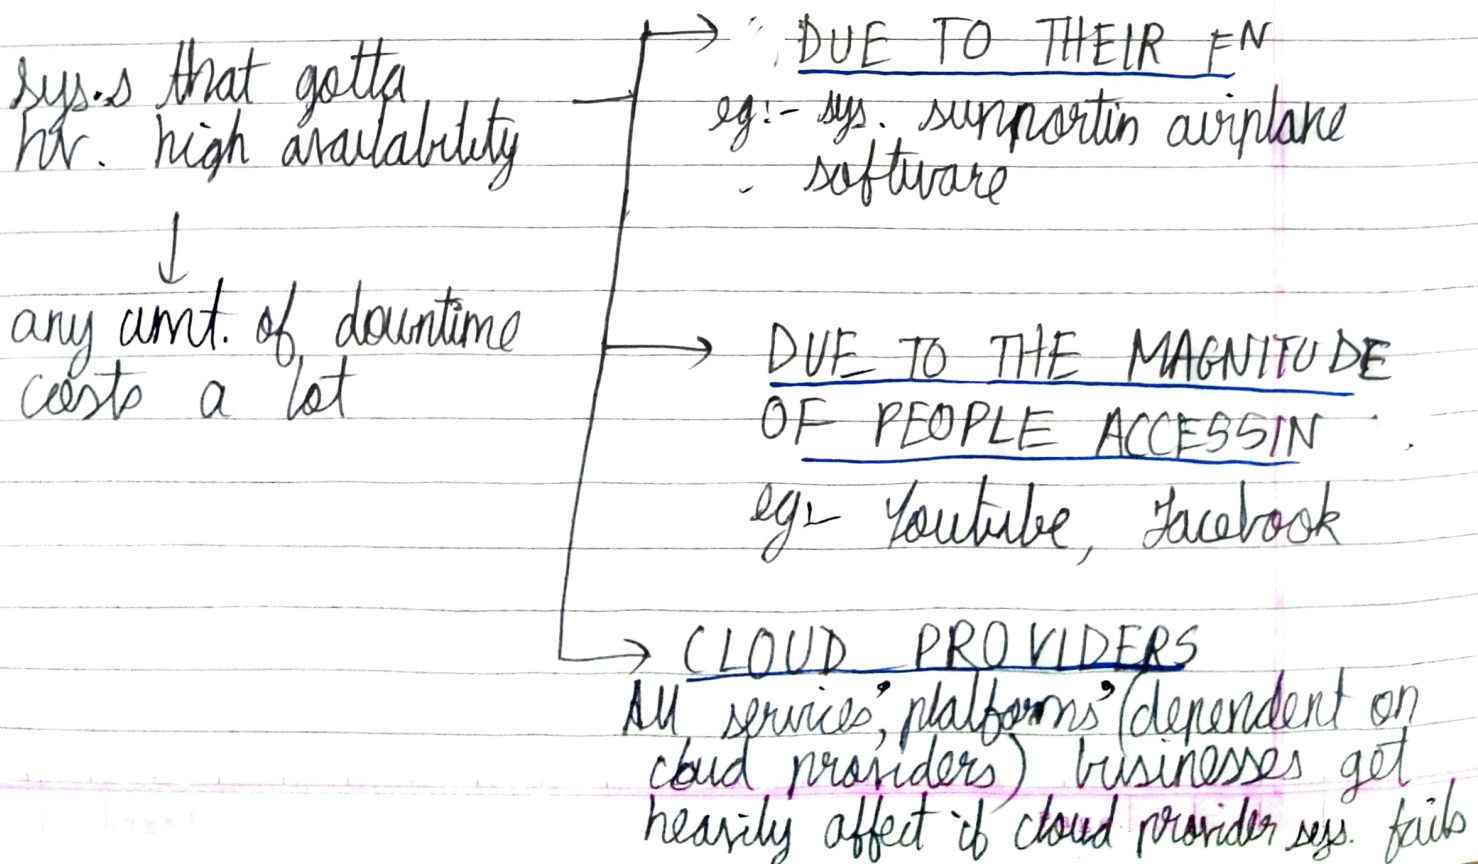 sys.s that gotta
hv. high availability
any amt. of downtime
costs a lot
DUE TO THEIR FN
eg:- sys. supportin airplane
software
DUE TO THE MAGNITUDE
OF PEOPLE ACCESSIN
eg:- Youtube, Facebook
CLOUD PROVIDERS
All services', platforms' (dependent on
cloud providers) businesses get
heavily affect if cloud provider sys. fails